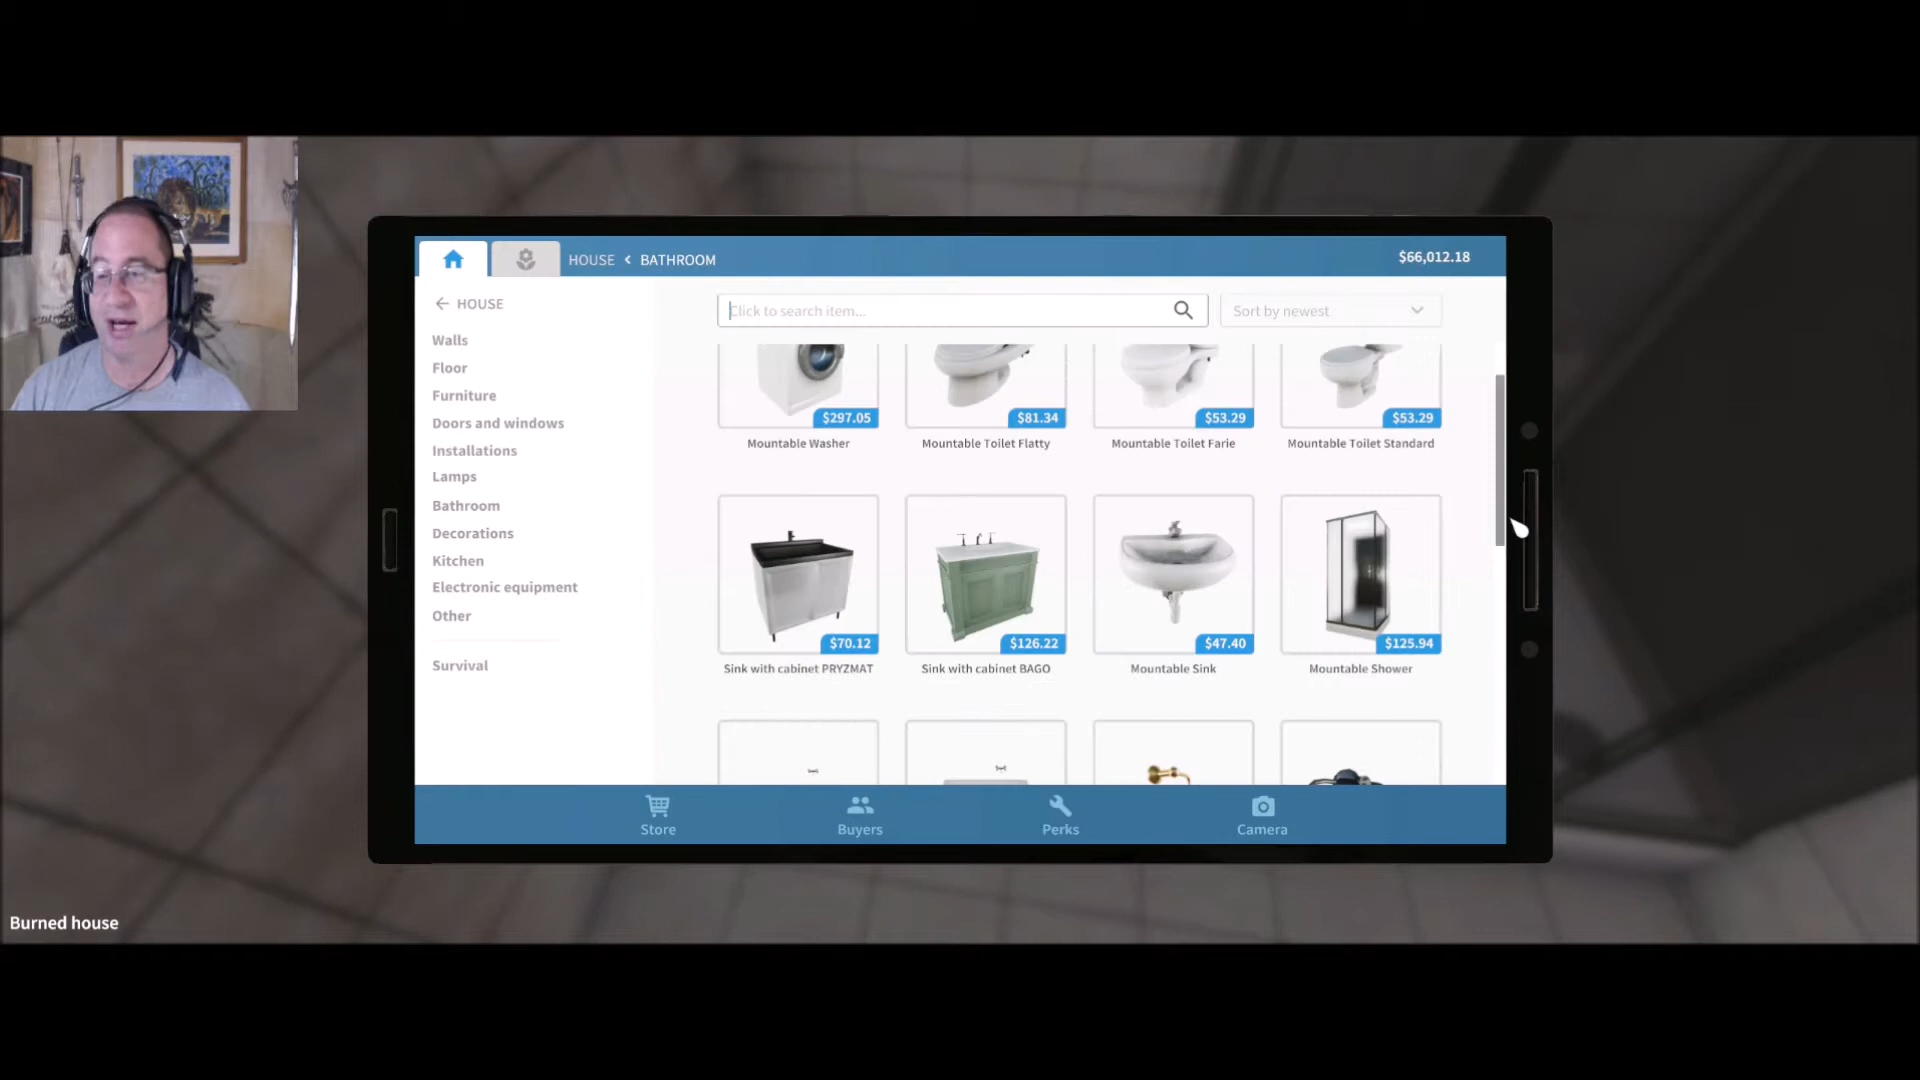 HOUSE < BATHROOM
$66,012.18
HOUSE
Click to search item...
Sort by newest
Walls
Floor
Furniture
Doors and windows
Installations
Lamps
Bathroom
Decorations
Kitchen
Electronic equipment
Other
Survival
$297.05
$81.34
$53.29
$53.29
Mountable Washer
Mountable Toilet Flatty
Mountable Toilet Farie
Mountable Toilet Standard
$70.12
$126.22
$47.40
$125.94
Sink with cabinet PRYZMAT
Sink with cabinet BAGO
Mountable Sink
Mountable Shower
Store
Buyers
Perks
Camera
Burned house